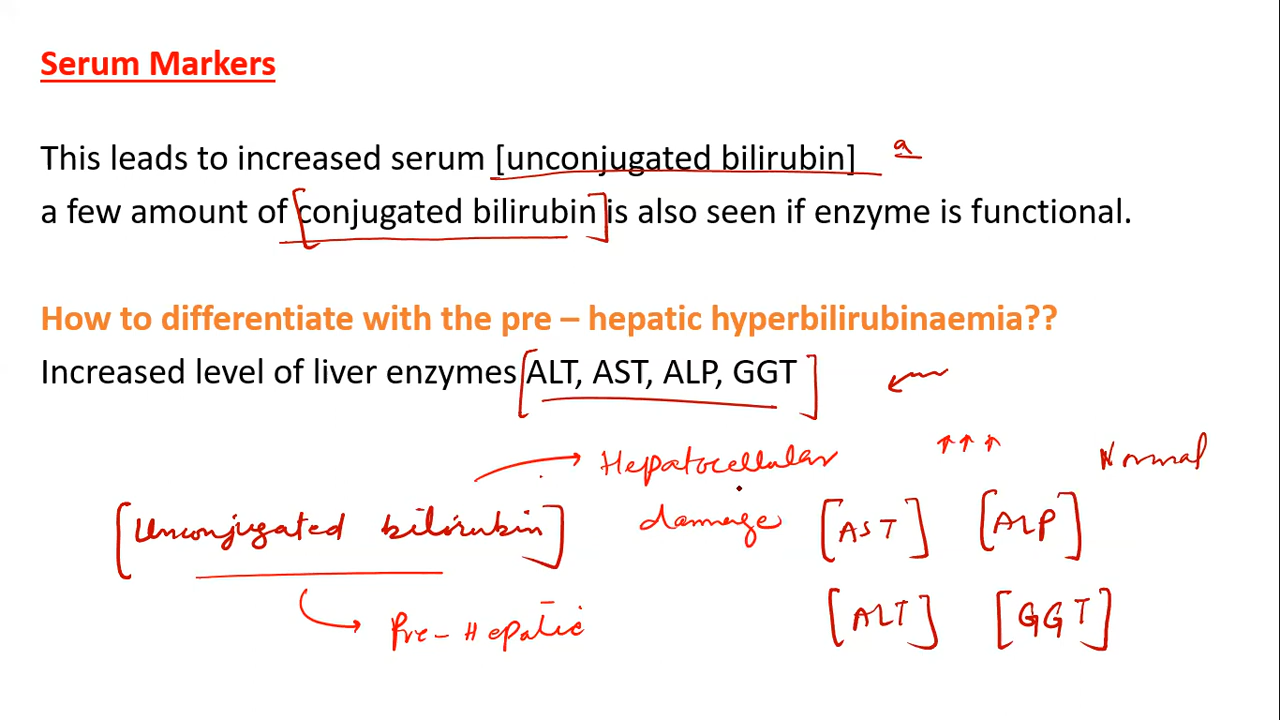 Serum Markers
This leads to increased serum [unconjugated bilirubin] a
a few amount of [conjugated bilirubin] is also seen if enzyme is functional.
How to differentiate with the pre – hepatic hyperbilirubinaemia??
Increased level of liver enzymes [ALT, AST, ALP, GGT]
Hepatocellular ↑↑↑ Normal
[Unconjugated bilirubin] damage [AST] [ALP]
Pre-Hepatic [ALT] [GGT]